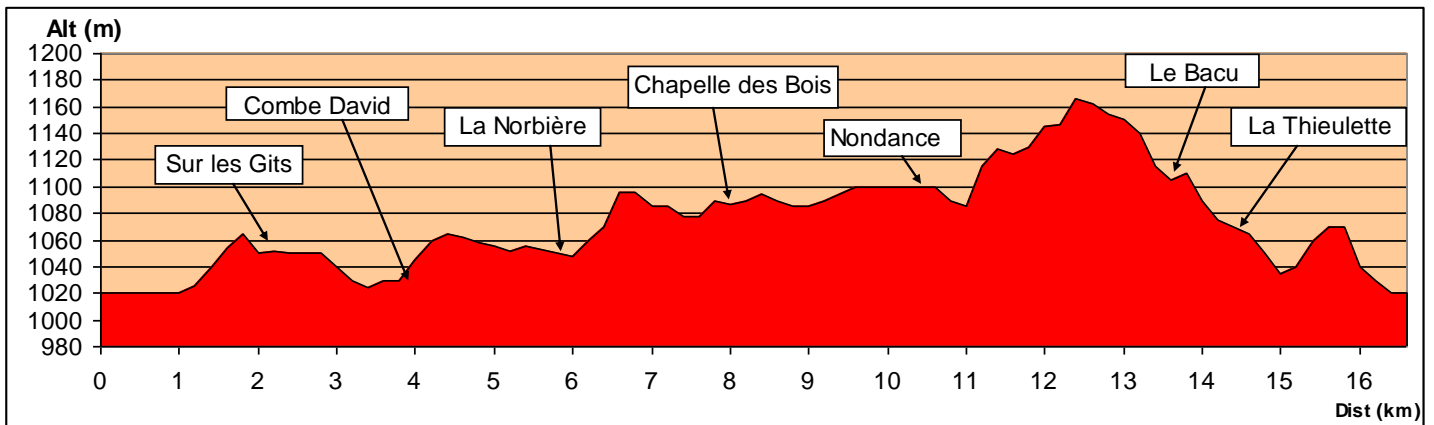 Alt (m)
1200
1180
1160
1140
1120
1100
1080
1060
1040
1020
1000
980
Sur les Gits
Combe David
La Norbière
Chapelle des Bois
Nondance
Le Bacu
La Thieulette
0 1 2 3 4 5 6 7 8 9 10 11 12 13 14 15 16
Dist (km)